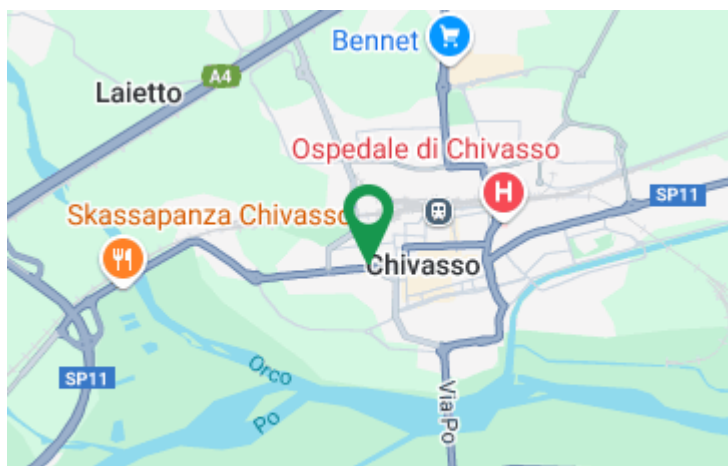 Bennet
A4
Laietto
Ospedale di Chivasso
H
SP11
Skassapanza Chivasso
Chivasso
Orco
SP11
Po
Via Po